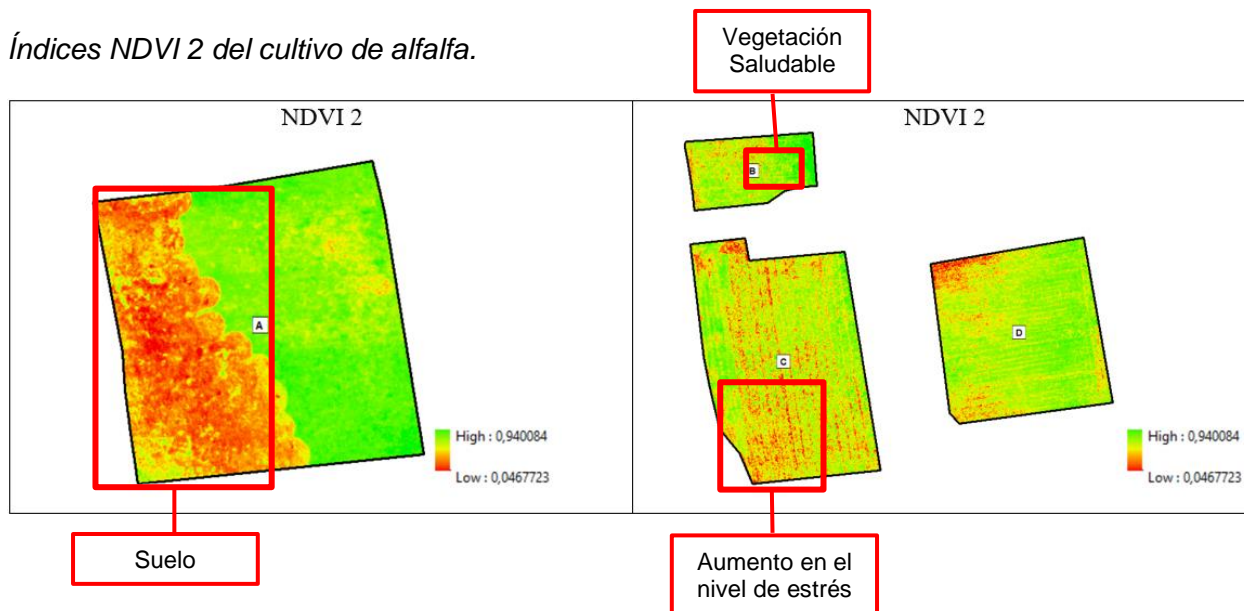 Índices NDVI 2 del cultivo de alfalfa.
Vegetación
Saludable
NDVI 2
A
High : 0,940084
Low : 0,0467723
NDVI 2
B
C
D
High : 0,940084
Low : 0,0467723
Suelo
Aumento en el
nivel de estrés